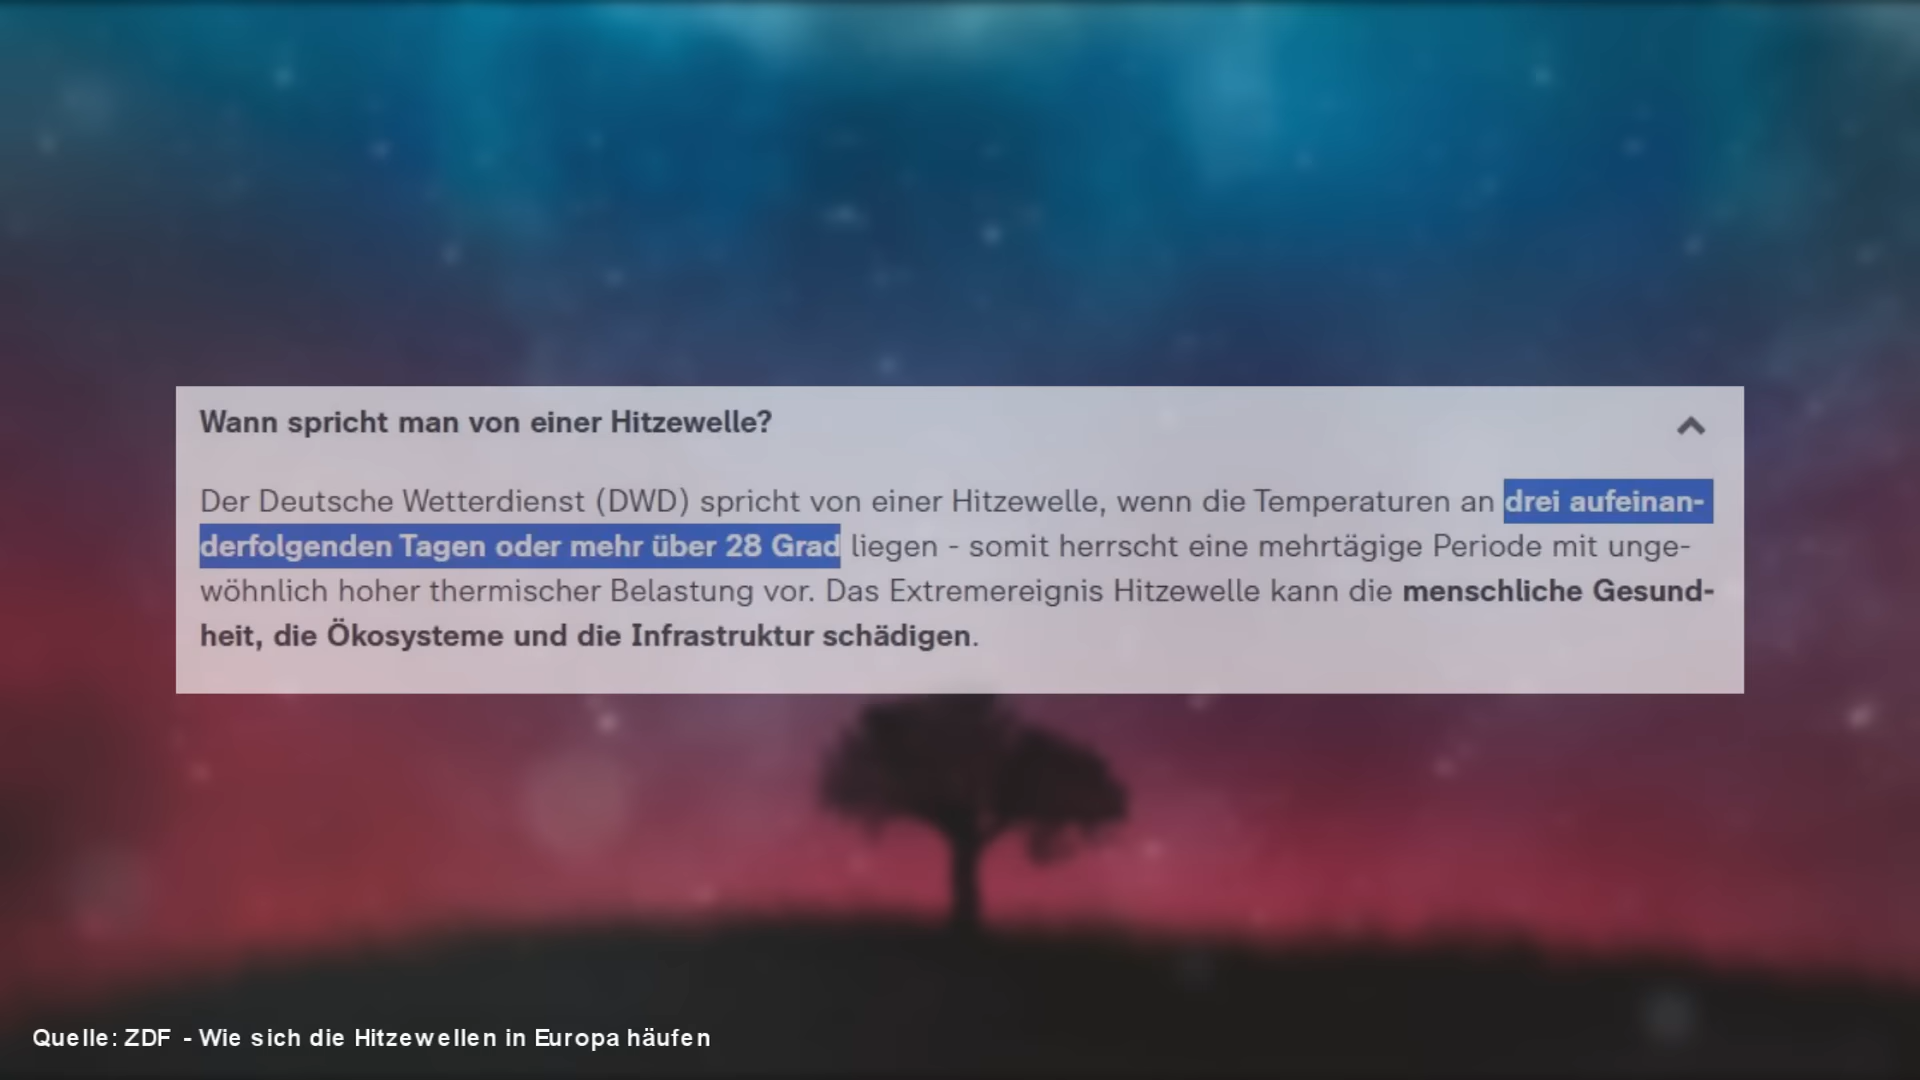 Wann spricht man von einer Hitzewelle?
Der Deutsche Wetterdienst (DWD) spricht von einer Hitzewelle, wenn die Temperaturen an drei aufeinan-
derfolgenden Tagen oder mehr über 28 Grad liegen - somit herrscht eine mehrtägige Periode mit unge-
wöhnlich hoher thermischer Belastung vor. Das Extremereignis Hitzewelle kann die menschliche Gesund-
heit, die Ökosysteme und die Infrastruktur schädigen.
Quelle: ZDF - Wie sich die Hitzewellen in Europa häufen